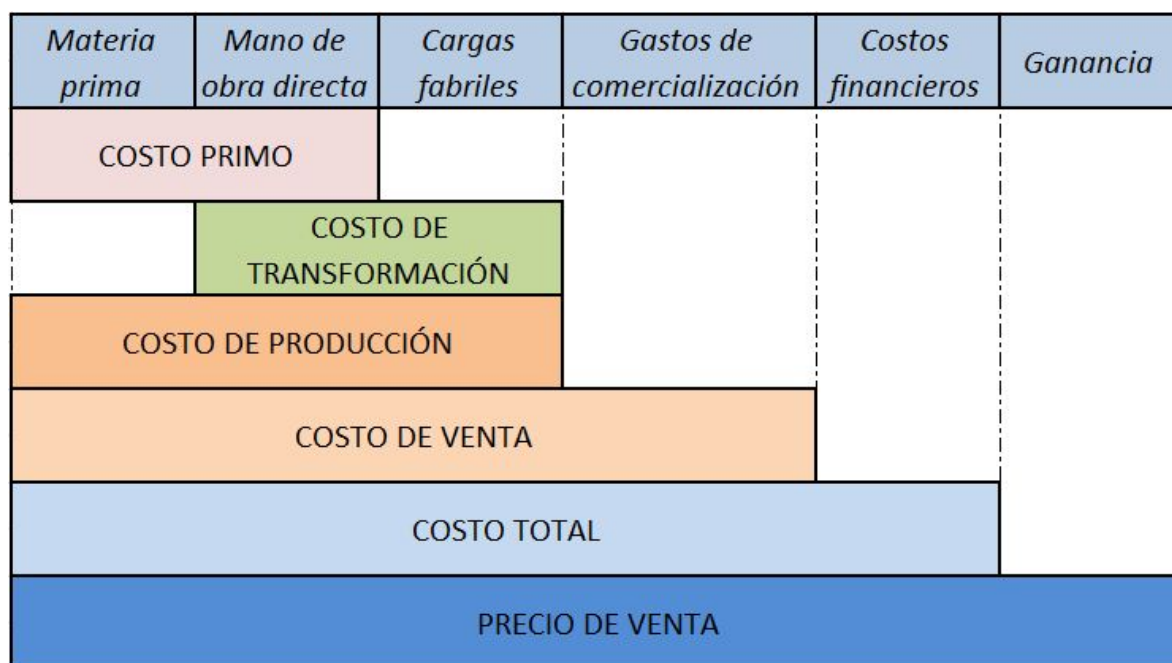 Materia prima
Mano de obra directa
Cargas fabriles
Gastos de comercialización
Costos financieros
Ganancia
COSTO PRIMO
COSTO DE
TRANSFORMACIÓN
COSTO DE PRODUCCIÓN
COSTO DE VENTA
COSTO TOTAL
PRECIO DE VENTA